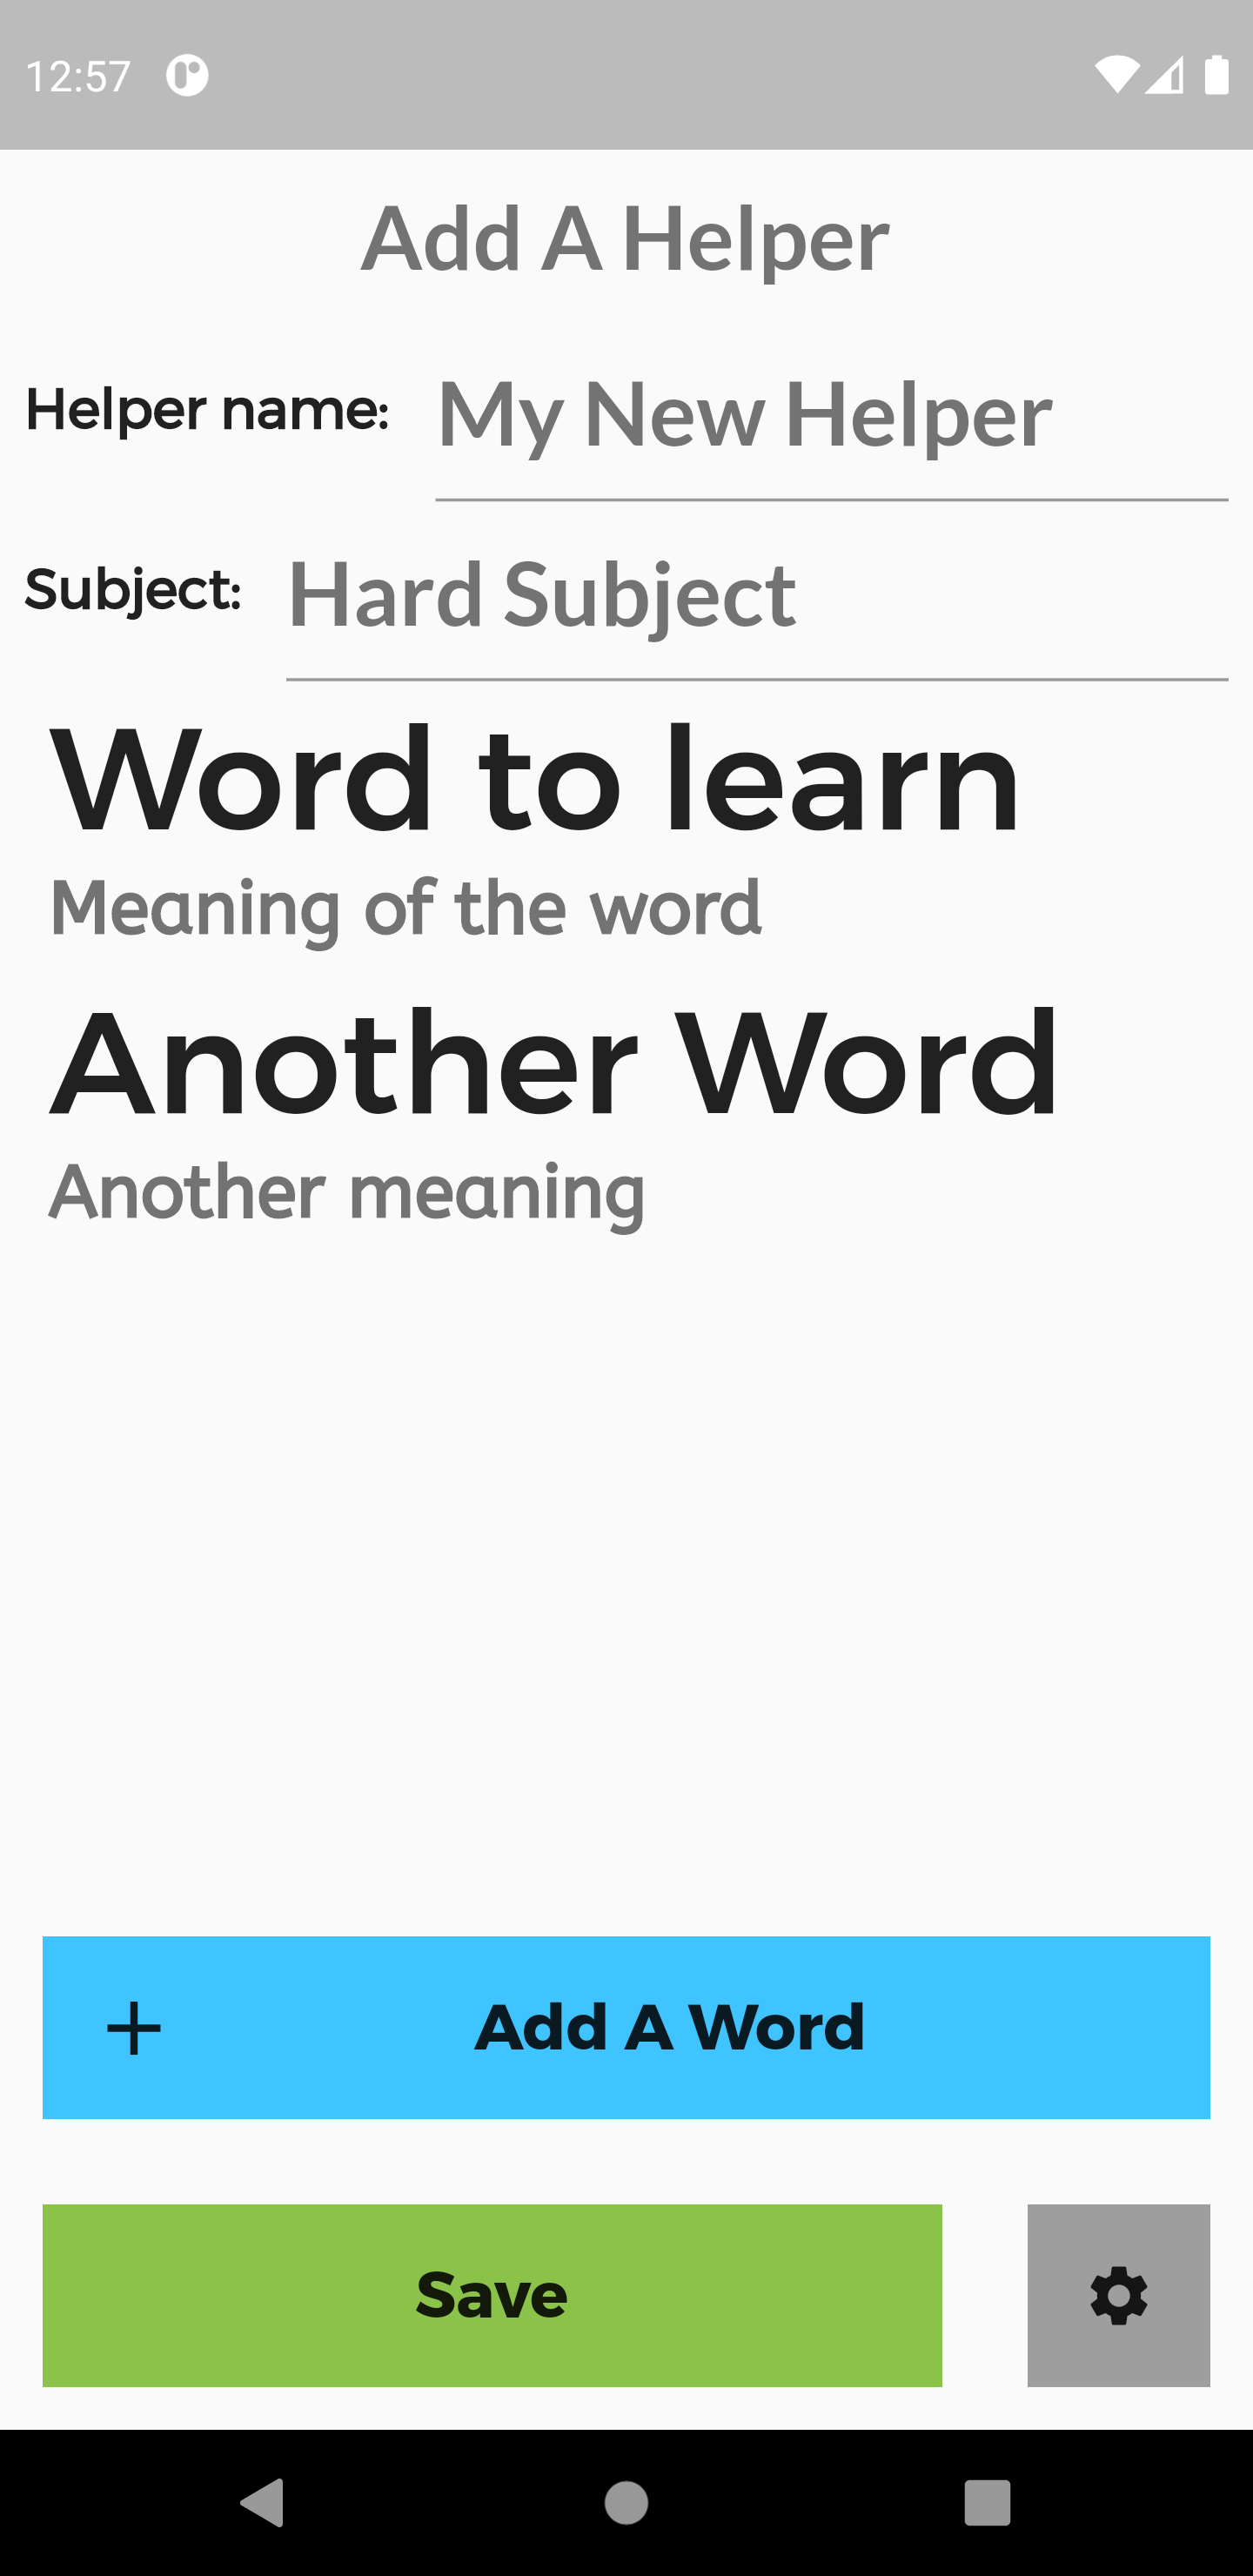 12:57
Add A Helper
Helper name: My New Helper
Subject: Hard Subject
Word to learn
Meaning of the word
Another Word
Another meaning
Add A Word
Save